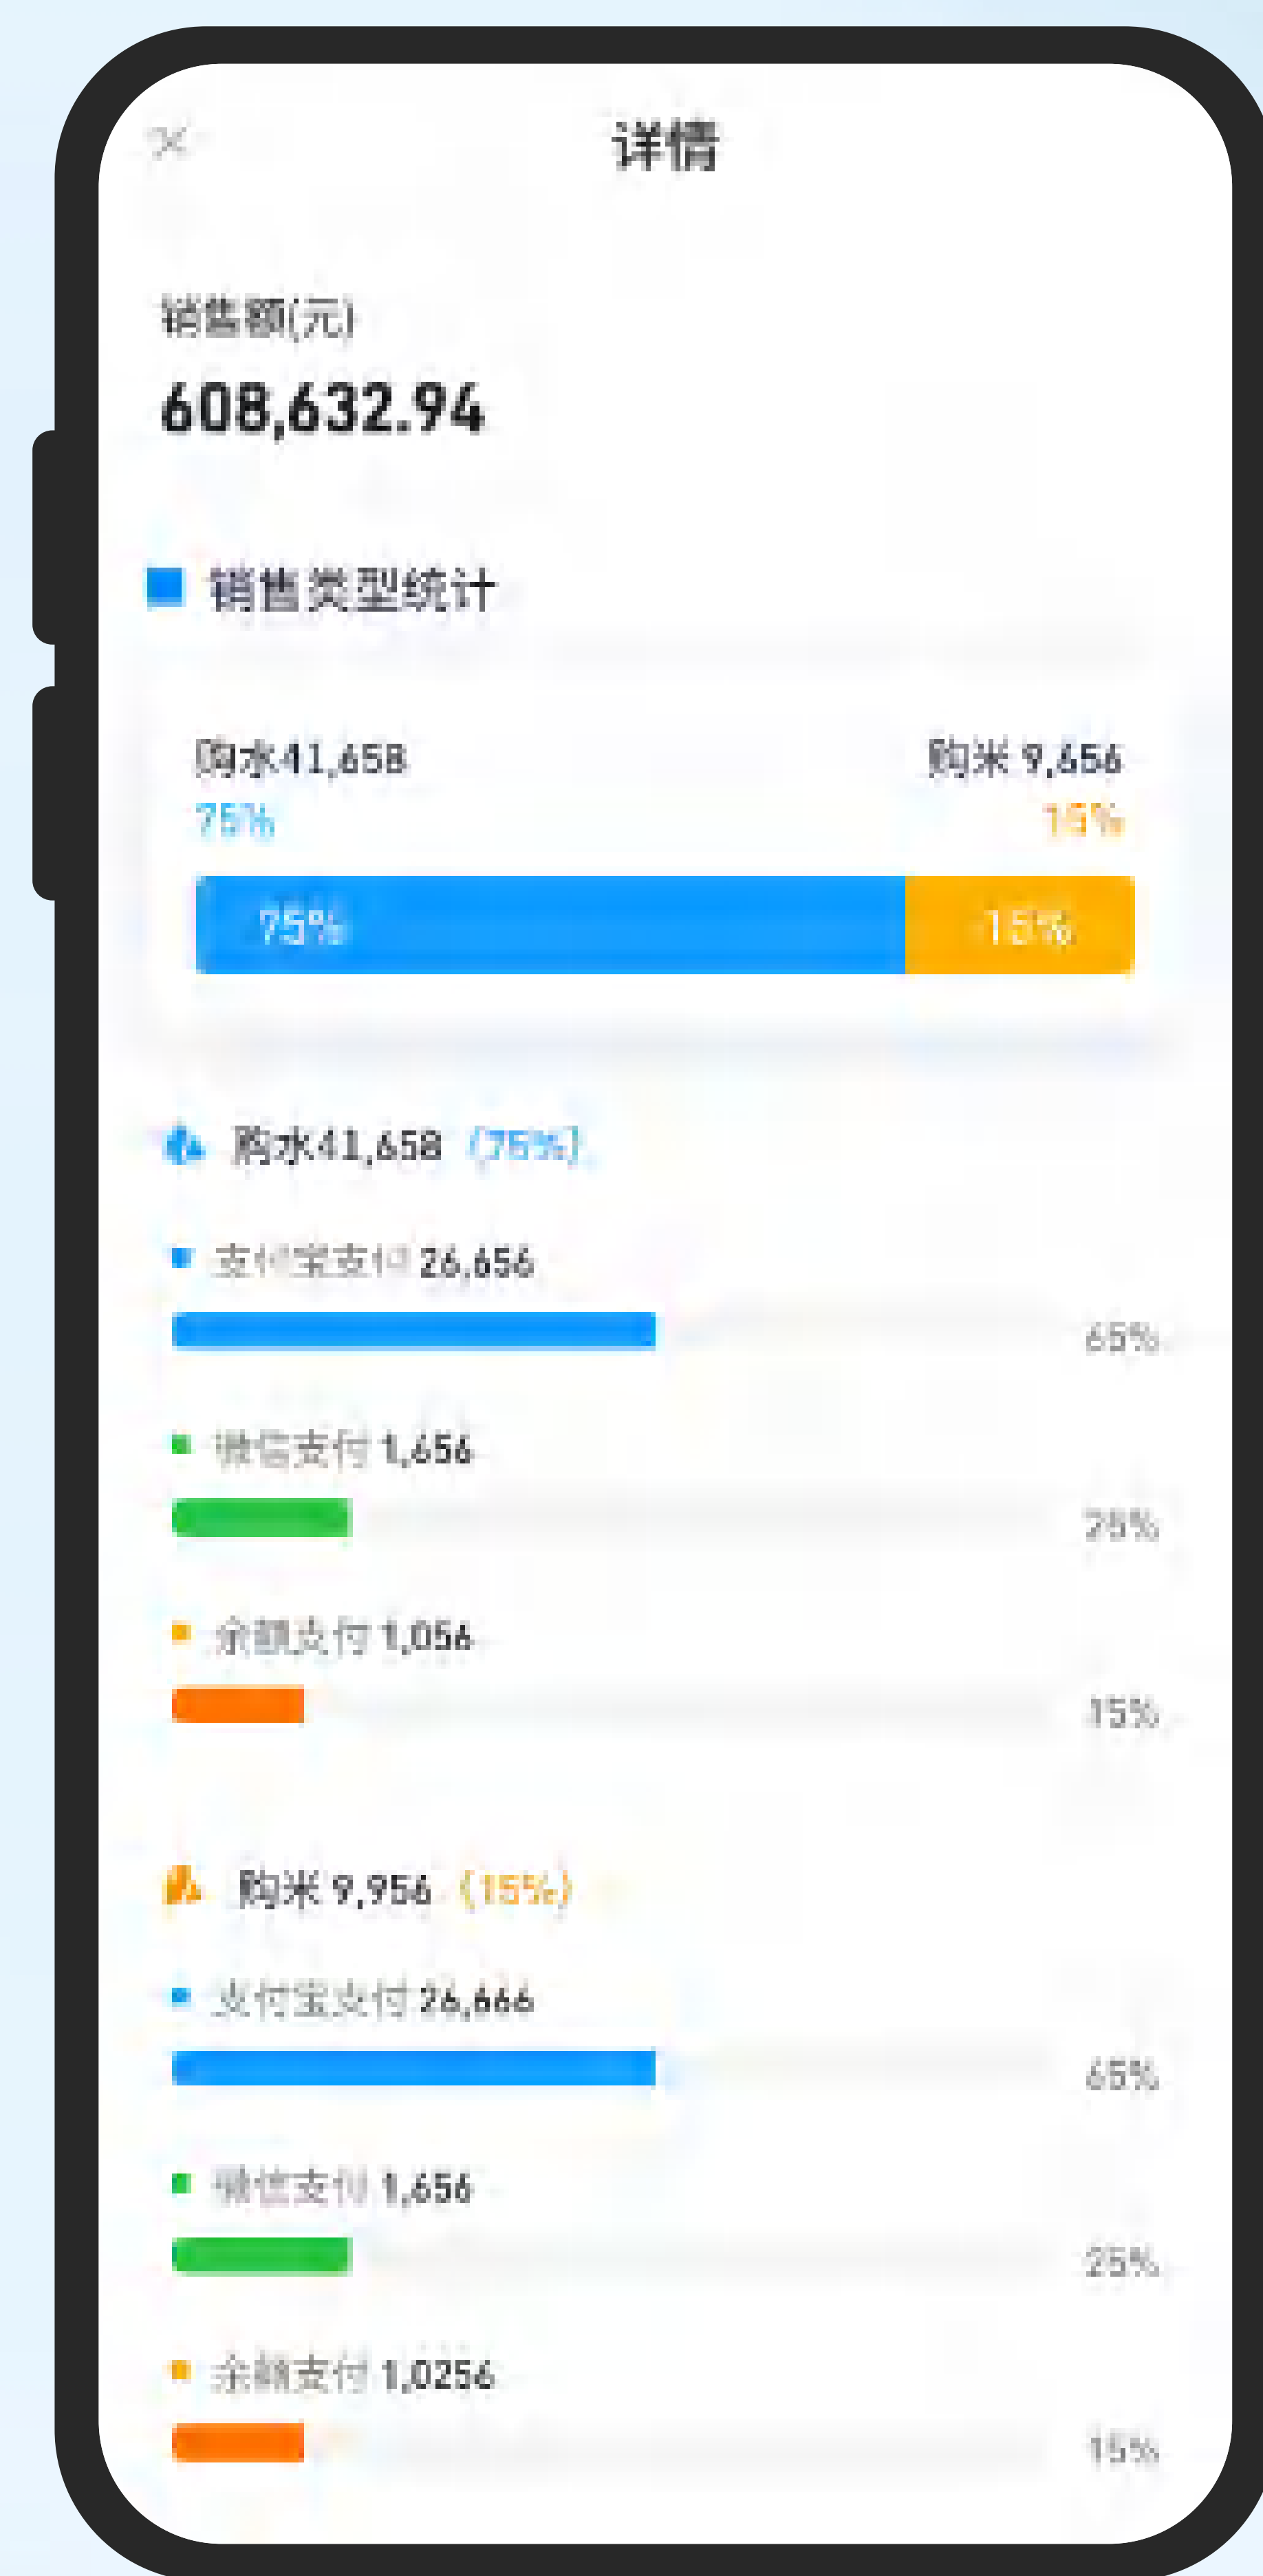 详情
销售额(元)
608,632.94
销售类型统计
购水41,658 购米 9,656
75% 15%
75% 15%
购水41,658 (75%)
支付宝支付 26,656
65%
微信支付 1,656
25%
余额支付 1,056
15%
购米 9,956 (15%)
支付宝支付 26,666
65%
微信支付 1,656
25%
余额支付 1,0256
15%